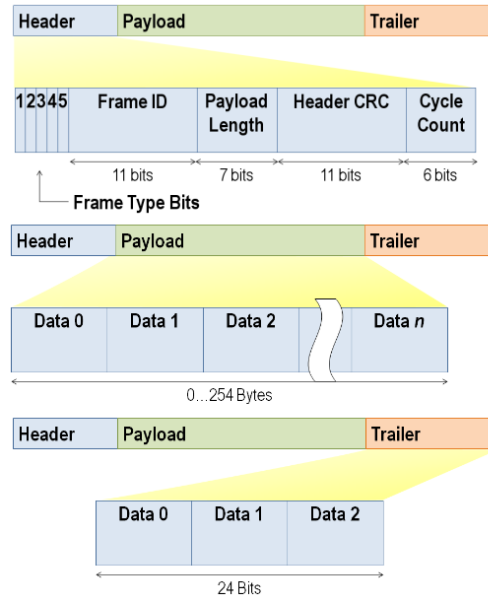 Header Payload Trailer
1 2 3 4 5 Frame ID Payload Length Header CRC Cycle Count
11 bits 7 bits 11 bits 6 bits
Frame Type Bits
Header Payload Trailer
Data 0 Data 1 Data 2 Data n
0...254 Bytes
Header Payload Trailer
Data 0 Data 1 Data 2
24 Bits